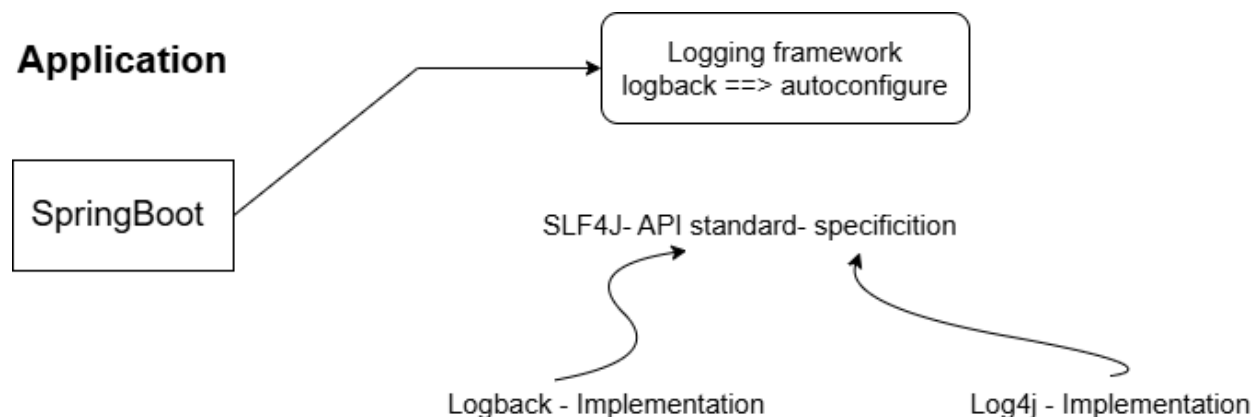 Application
Logging framework
logback ==> autoconfigure
SpringBoot
SLF4J- API standard- specificition
Logback - Implementation
Log4j - Implementation